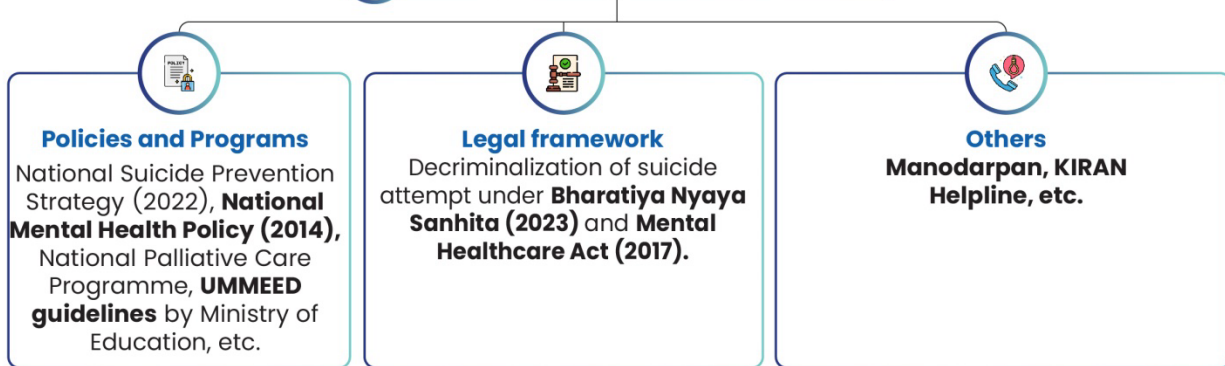 POLICY
Policies and Programs
National Suicide Prevention
Strategy (2022), National
Mental Health Policy (2014),
National Palliative Care
Programme, UMMEED
guidelines by Ministry of
Education, etc.
Legal framework
Decriminalization of suicide
attempt under Bharatiya Nyaya
Sanhita (2023) and Mental
Healthcare Act (2017).
Others
Manodarpan, KIRAN
Helpline, etc.